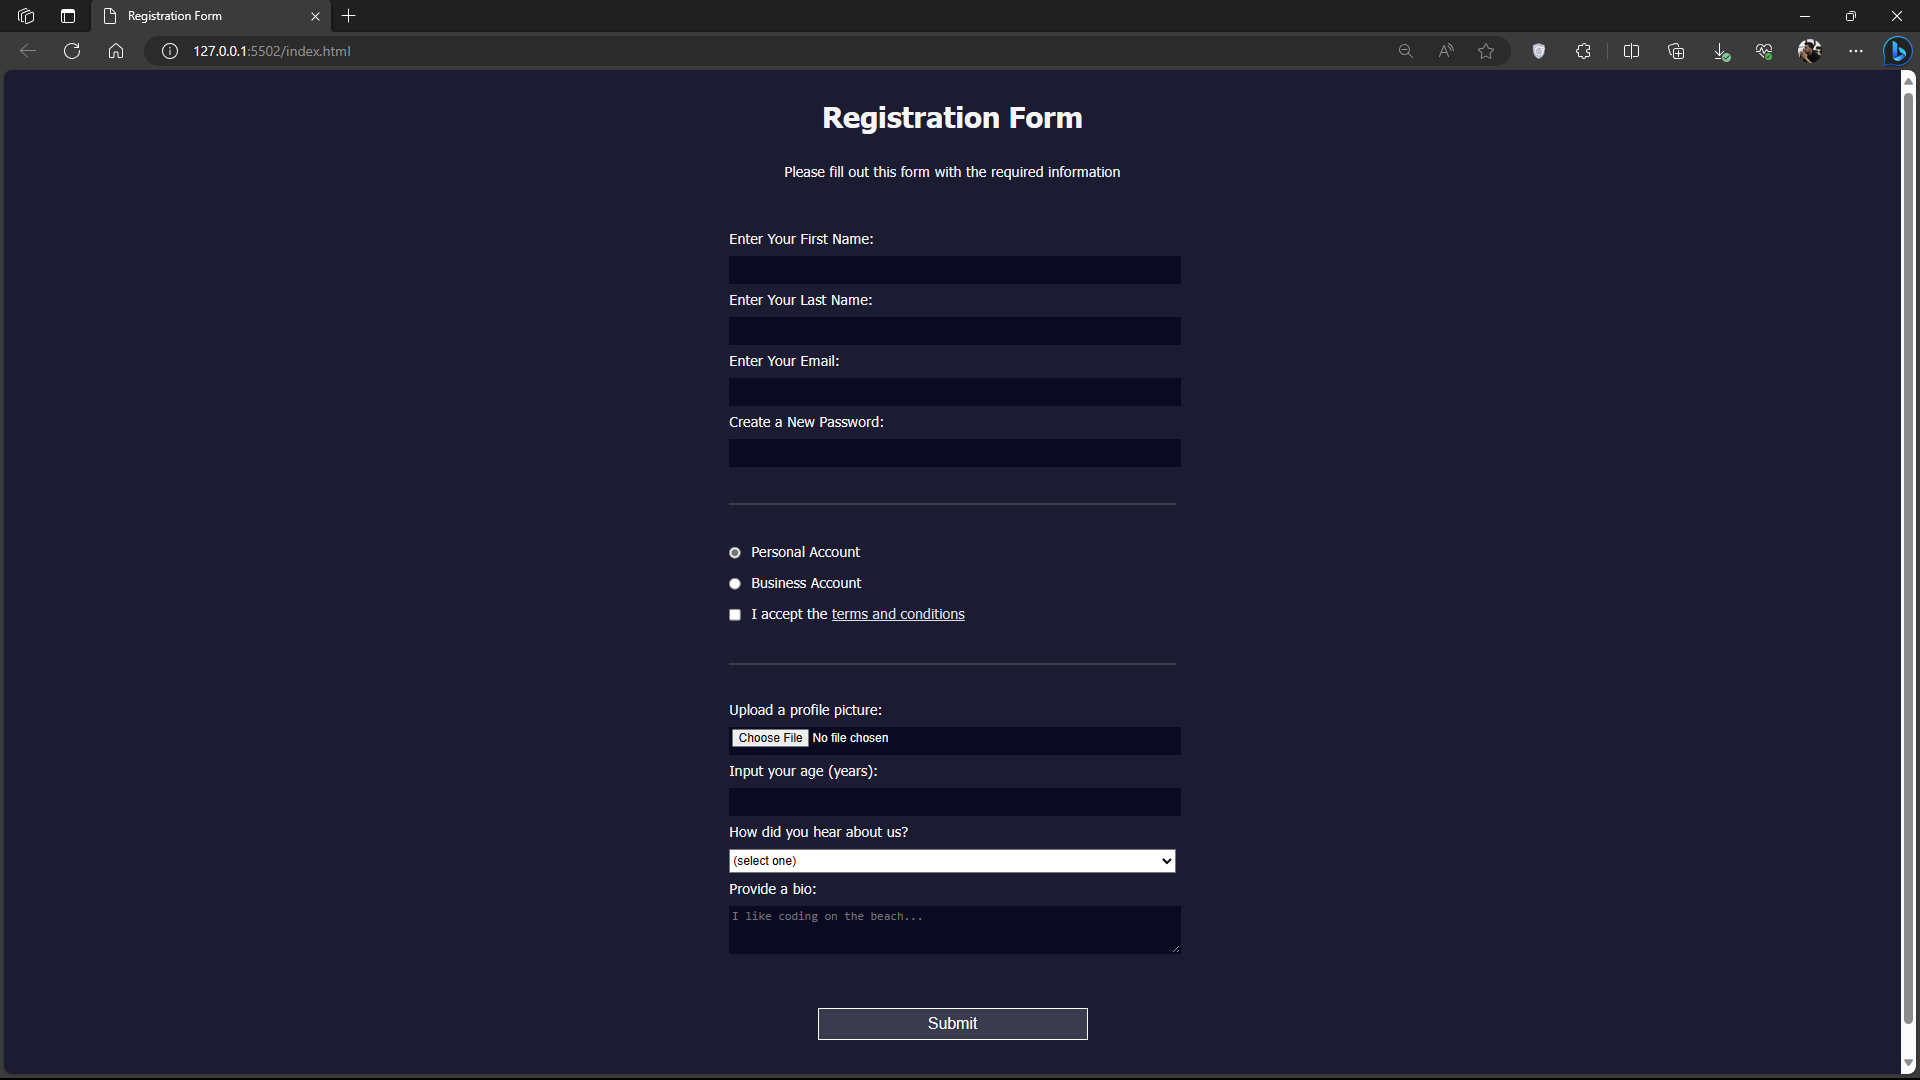 Registration Form
127.0.0.1:5502/index.html
Registration Form
Please fill out this form with the required information
Enter Your First Name:
Enter Your Last Name:
Enter Your Email:
Create a New Password:
Personal Account
Business Account
I accept the terms and conditions
Upload a profile picture:
Choose File No file chosen
Input your age (years):
How did you hear about us?
(select one)
Provide a bio:
I like coding on the beach...
Submit